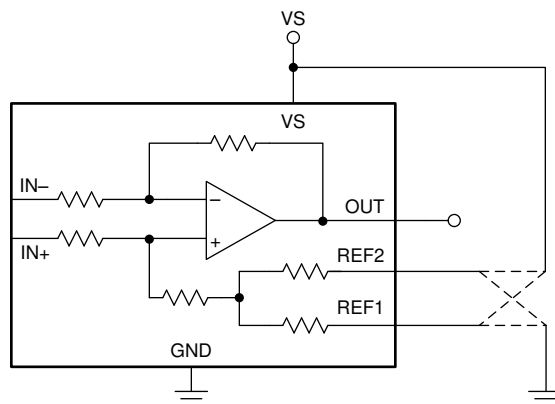 VS
VS
IN–
–
OUT
+
IN+
REF2
REF1
GND